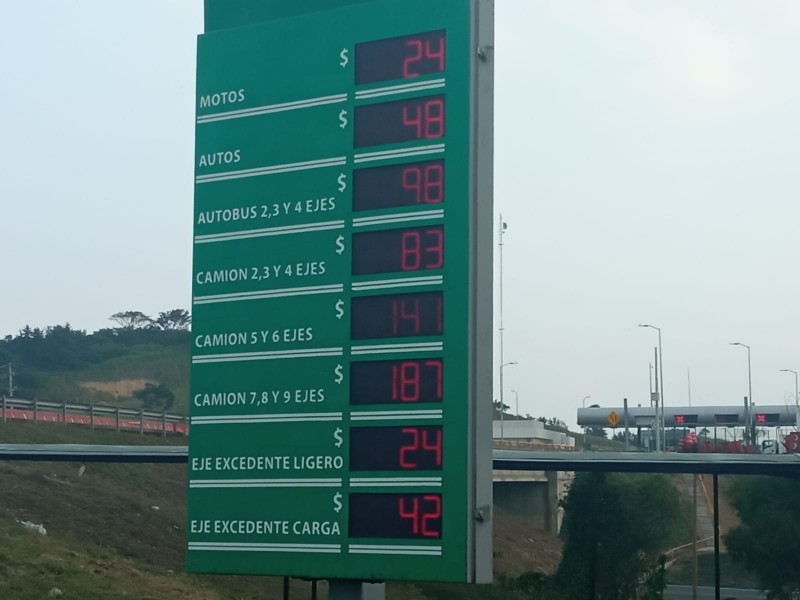 $ 24
MOTOS
$ 48
AUTOS
$ 98
AUTOBUS 2,3 Y 4 EJES
$ 83
CAMION 2,3 Y 4 EJES
$ 141
CAMION 5 Y 6 EJES
$ 187
CAMION 7,8 Y 9 EJES
$ 24
EJE EXCEDENTE LIGERO
$ 42
EJE EXCEDENTE CARGA